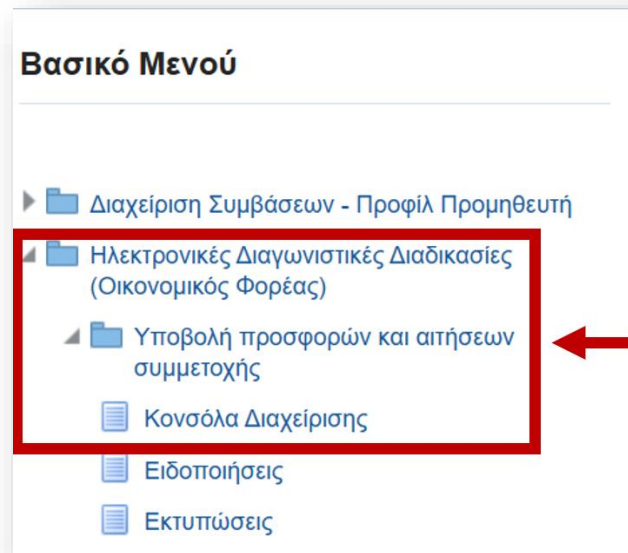 Βασικό Μενού
Διαχείριση Συμβάσεων - Προφίλ Προμηθευτή
Ηλεκτρονικές Διαγωνιστικές Διαδικασίες
(Οικονομικός Φορέας)
Υποβολή προσφορών και αιτήσεων
συμμετοχής
Κονσόλα Διαχείρισης
Ειδοποιήσεις
Εκτυπώσεις